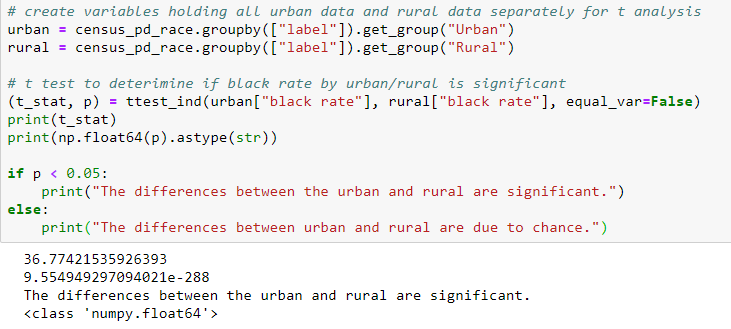 # create variables holding all urban data and rural data separately for t analysis
urban = census_pd_race.groupby(["label"]).get_group("Urban")
rural = census_pd_race.groupby(["label"]).get_group("Rural")
# t test to deterimine if black rate by urban/rural is significant
(t_stat, p) = ttest_ind(urban["black rate"], rural["black rate"], equal_var=False)
print(t_stat)
print(np.float64(p).astype(str))
if p < 0.05:
    print("The differences between the urban and rural are significant.")
else:
    print("The differences between urban and rural are due to chance.")
36.77421535926393
9.554949297094021e-288
The differences between the urban and rural are significant.
<class 'numpy.float64'>